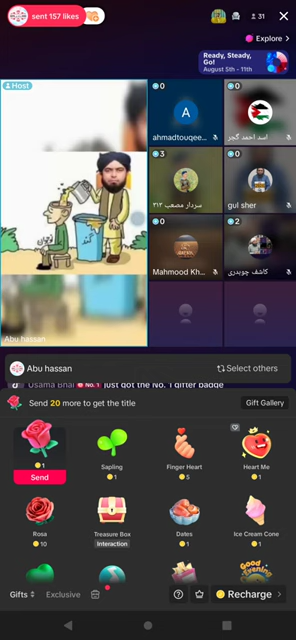 sent 157 likes
31
Explore >
Ready, Steady,
Go!
August 5th - 11th
Host
0
A
ahmadtouqee...
0
اسد احمد گجر
3
سردار مصعب ٣١٣
0
gul sher
0
Mahmood Kh...
2
کاشف چوہدری
Abu hassan
Abu hassan
Select others
Usama Bhai No. 1 just got the No. 1 gifter badge
Send 20 more to get the title
Gift Gallery
1
Send
Sapling
1
Finger Heart
5
Heart Me
1
Rosa
10
Treasure Box
Interaction
Dates
1
Ice Cream Cone
1
Good
Evening
Gifts
Exclusive
Recharge >